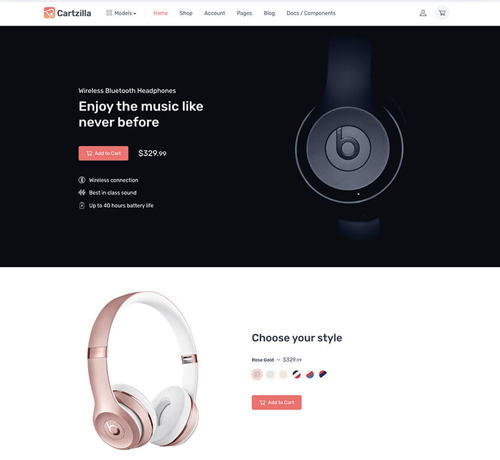 Cartzilla
Models
Home
Shop
Account
Pages
Blog
Docs / Components
Wireless Bluetooth Headphones
Enjoy the music like
never before
Add to Cart
$329.99
Wireless connection
Best in class sound
Up to 40 hours battery life
b
b
Choose your style
Rose Gold — $329.99
Add to Cart